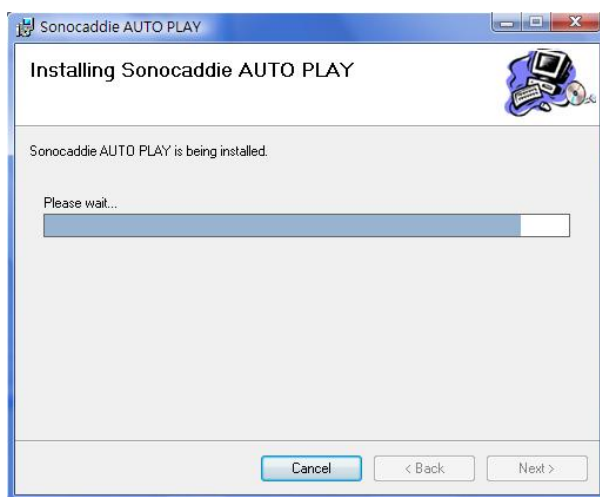 Sonocaddie AUTO PLAY
Installing Sonocaddie AUTO PLAY
Sonocaddie AUTO PLAY is being installed.
Please wait...
Cancel
< Back
Next >